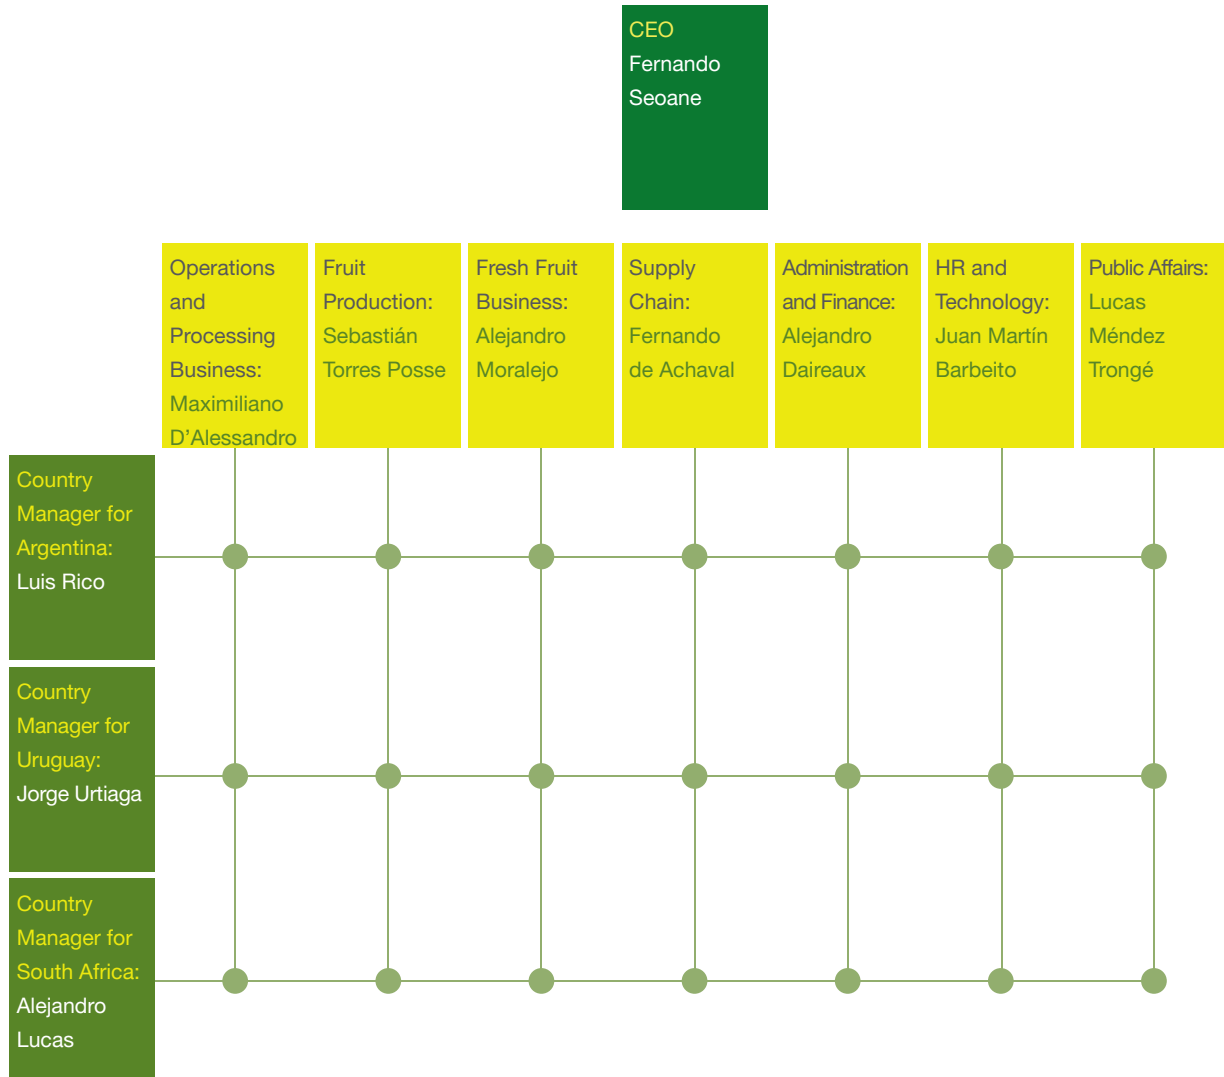 CEO
Fernando
Seoane
Operations
and
Processing
Business:
Maximiliano
D’Alessandro
Fruit
Production:
Sebastián
Torres Posse
Fresh Fruit
Business:
Alejandro
Moralejo
Supply
Chain:
Fernando
de Achaval
Administration
and Finance:
Alejandro
Daireaux
HR and
Technology:
Juan Martín
Barbeito
Public Affairs:
Lucas
Méndez
Trongé
Country
Manager for
Argentina:
Luis Rico
Country
Manager for
Uruguay:
Jorge Urtiaga
Country
Manager for
South Africa:
Alejandro
Lucas